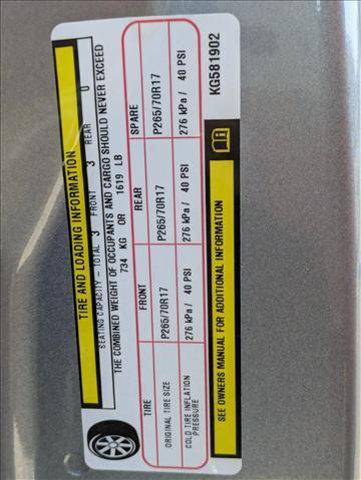 TIRE AND LOADING INFORMATION
SEATING CAPACITY - TOTAL 3 FRONT 3 REAR 0
THE COMBINED WEIGHT OF OCCUPANTS AND CARGO SHOULD NEVER EXCEED
734 KG OR 1619 LB
TIRE FRONT REAR SPARE
ORIGINAL TIRE SIZE P265/70R17 P265/70R17 P265/70R17
COLD TIRE INFLATION PRESSURE 276 kPa / 40 PSI 276 kPa / 40 PSI 276 kPa / 40 PSI
SEE OWNERS MANUAL FOR ADDITIONAL INFORMATION
KG581902